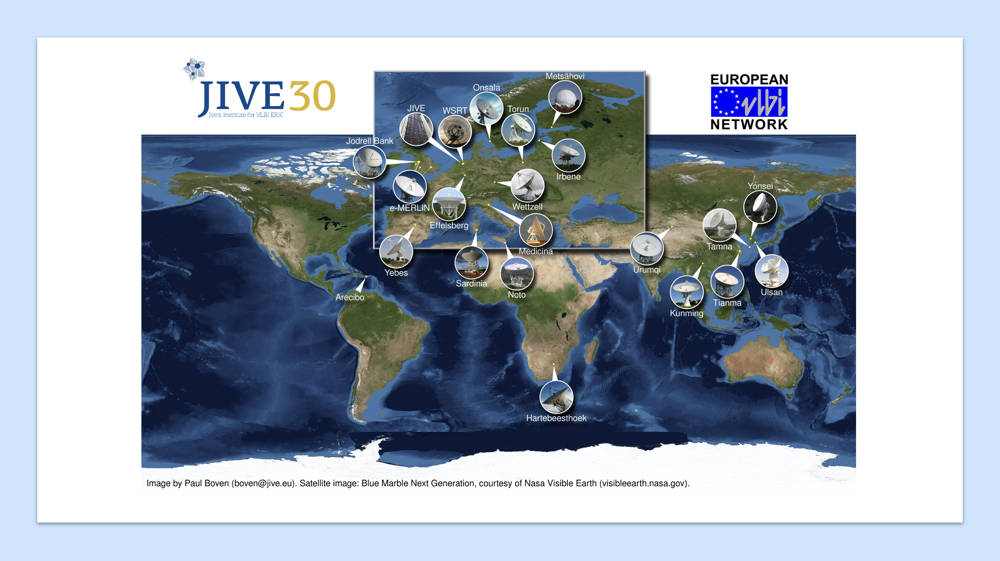 JIVE 30
Joint Institute for VLBI ERIC
EUROPEAN
vlbi
NETWORK
Metsähovi
Onsala
JIVE
WSRT
Torun
Jodrell Bank
Irbene
e-MERLIN
Wettzell
Effelsberg
Medicina
Yebes
Sardinia
Noto
Arecibo
Yonsei
Tamna
Urumqi
Ulsan
Tianma
Kunming
Hartebeesthoek
Image by Paul Boven (boven@jive.eu). Satellite image: Blue Marble Next Generation, courtesy of Nasa Visible Earth (visibleearth.nasa.gov).